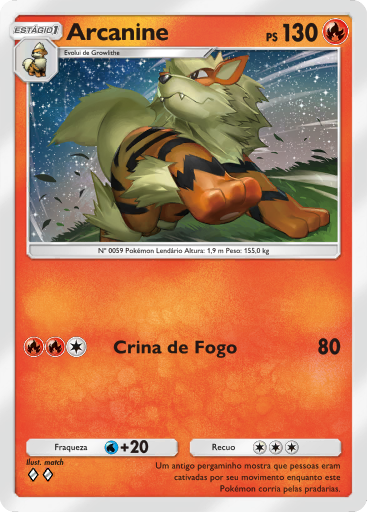 ESTÁGIO 1
Arcanine
PS 130
Evolui de Growlithe
Nº 0059 Pokémon Lendário Altura: 1,9 m Peso: 155,0 kg
Crina de Fogo 80
Fraqueza +20
Recuo
Ilust. match
Um antigo pergaminho mostra que pessoas eram
cativadas por seu movimento enquanto este
Pokémon corria pelas pradarias.